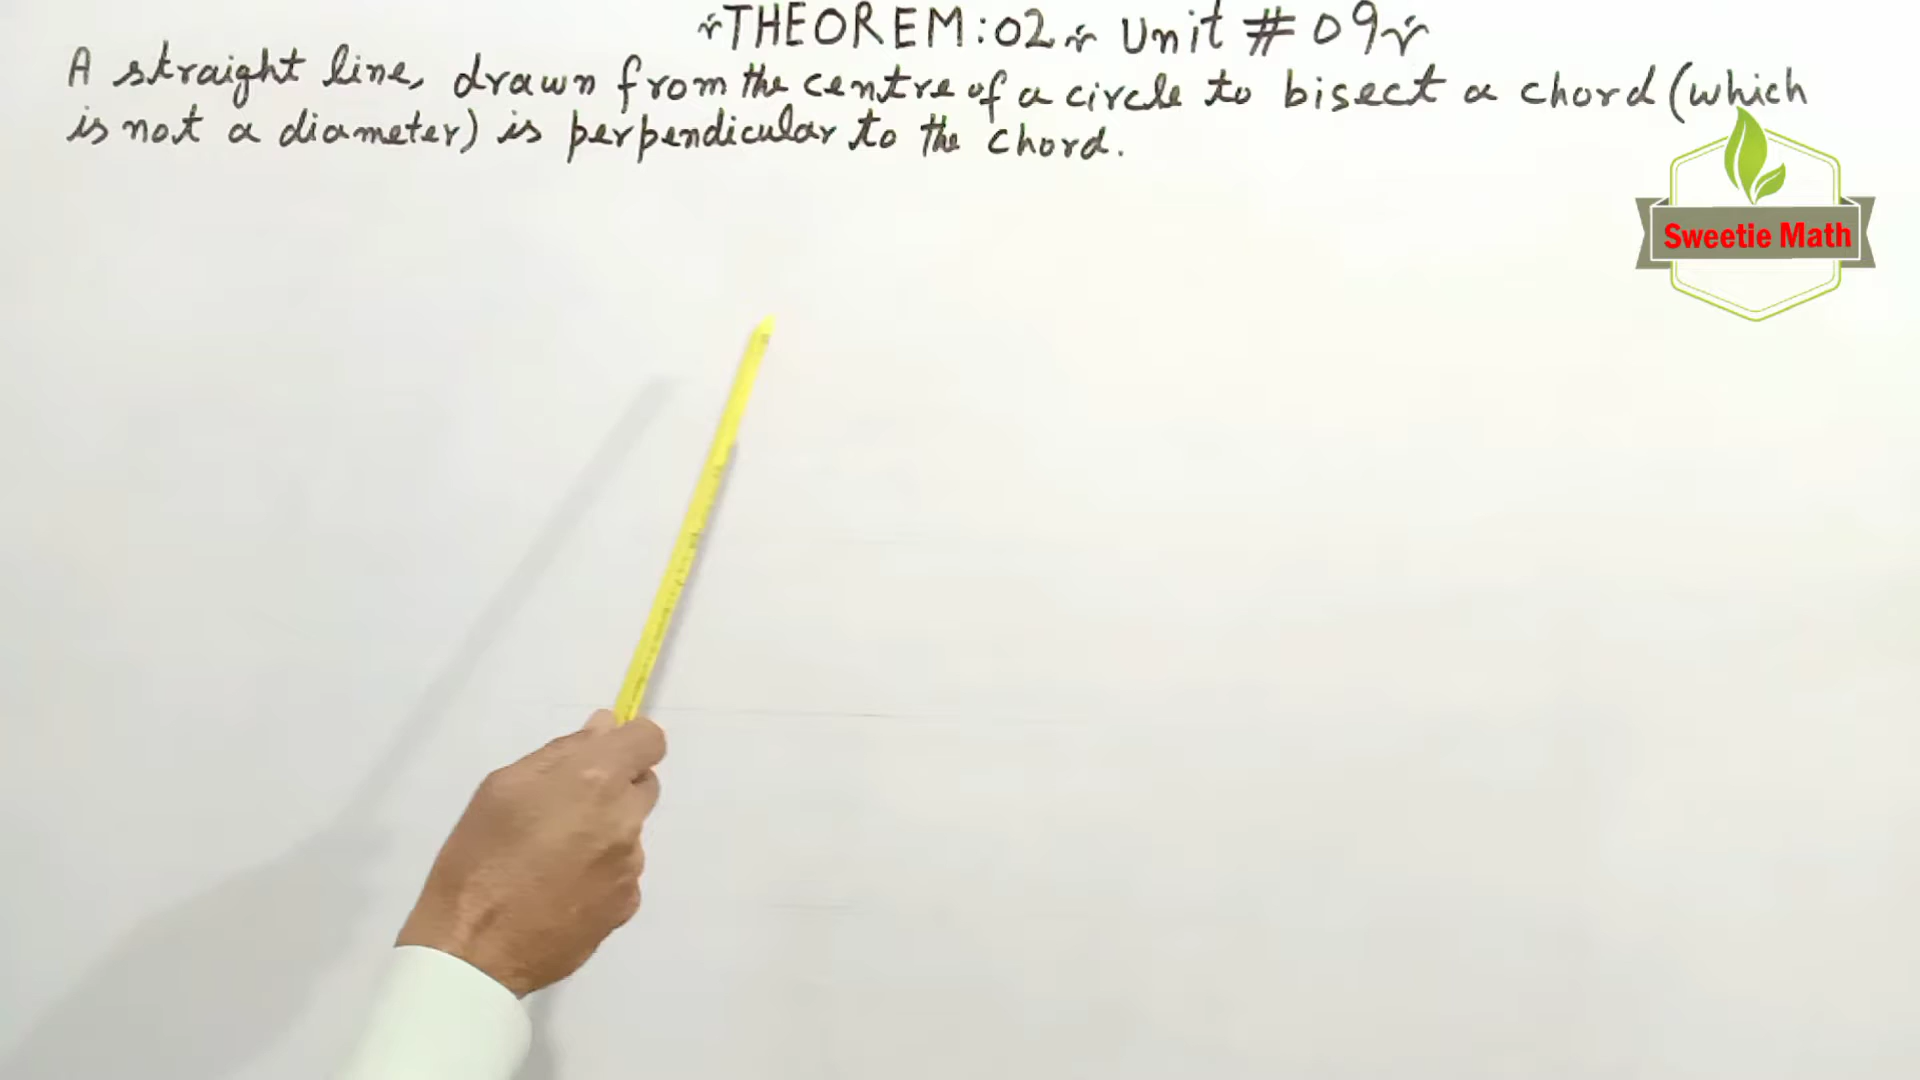 THEOREM:02 Unit # 09
A straight line, drawn from the centre of a circle to bisect a chord (which
is not a diameter) is perpendicular to the chord.
Sweetie Math